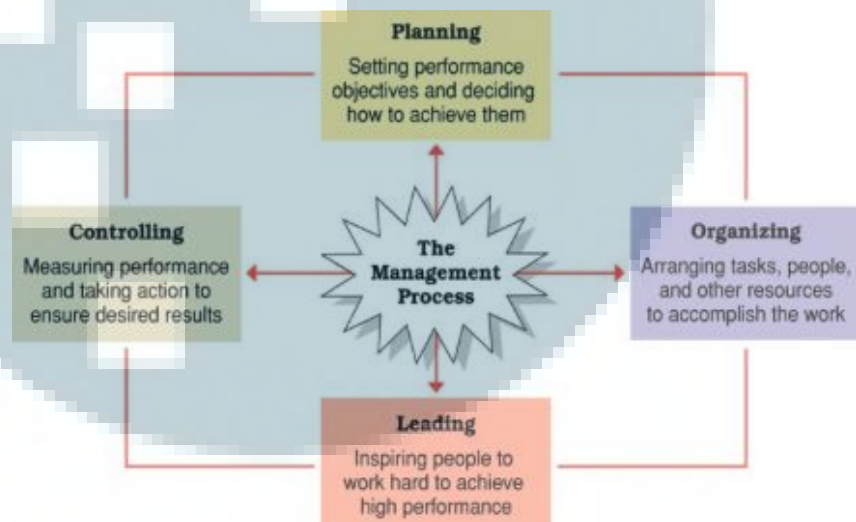 Planning
Setting performance
objectives and deciding
how to achieve them
Controlling
Measuring performance
and taking action to
ensure desired results
The
Management
Process
Organizing
Arranging tasks, people,
and other resources
to accomplish the work
Leading
Inspiring people to
work hard to achieve
high performance